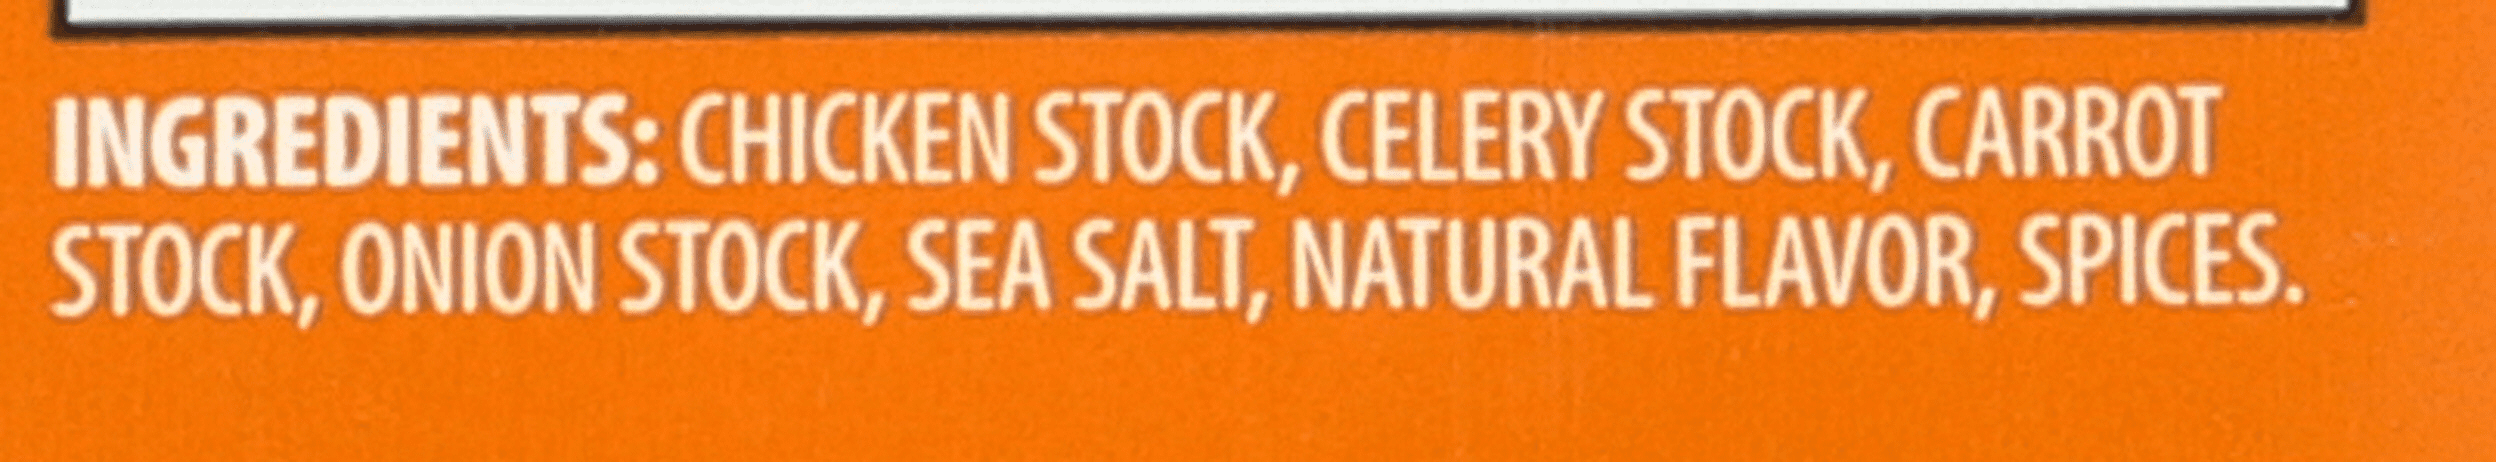 INGREDIENTS: CHICKEN STOCK, CELERY STOCK, CARROT
STOCK, ONION STOCK, SEA SALT, NATURAL FLAVOR, SPICES.